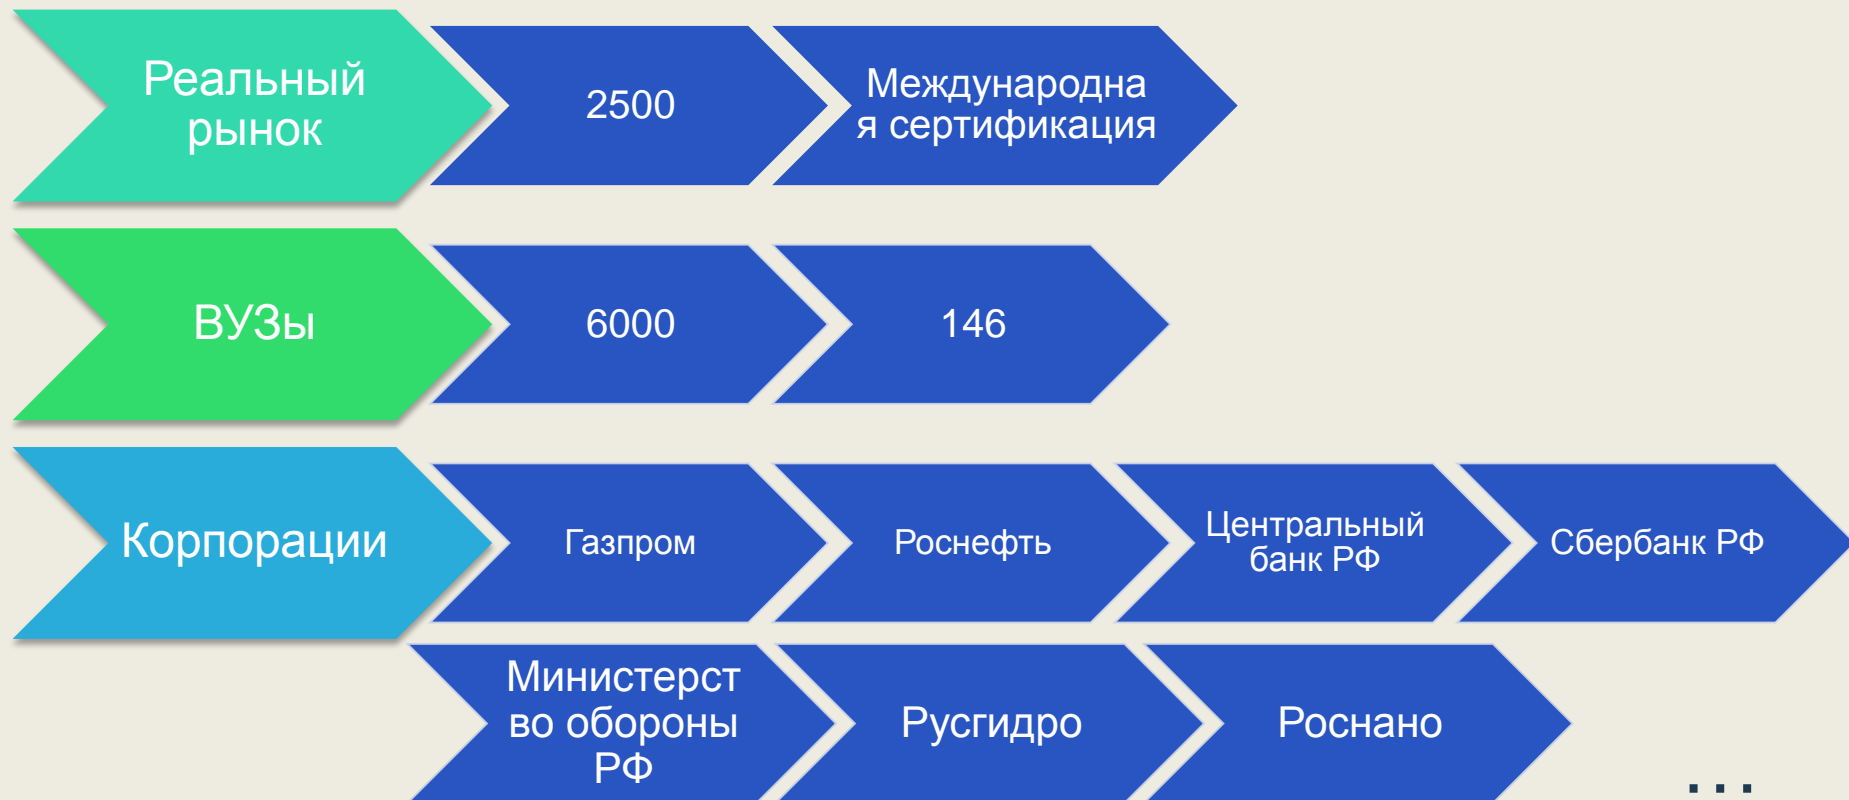 Реальный
рынок
2500
Международна
я сертификация
ВУЗы
6000
146
Корпорации
Газпром
Роснефть
Центральный
банк РФ
Сбербанк РФ
Министерст
во обороны
РФ
Русгидро
Роснано
...